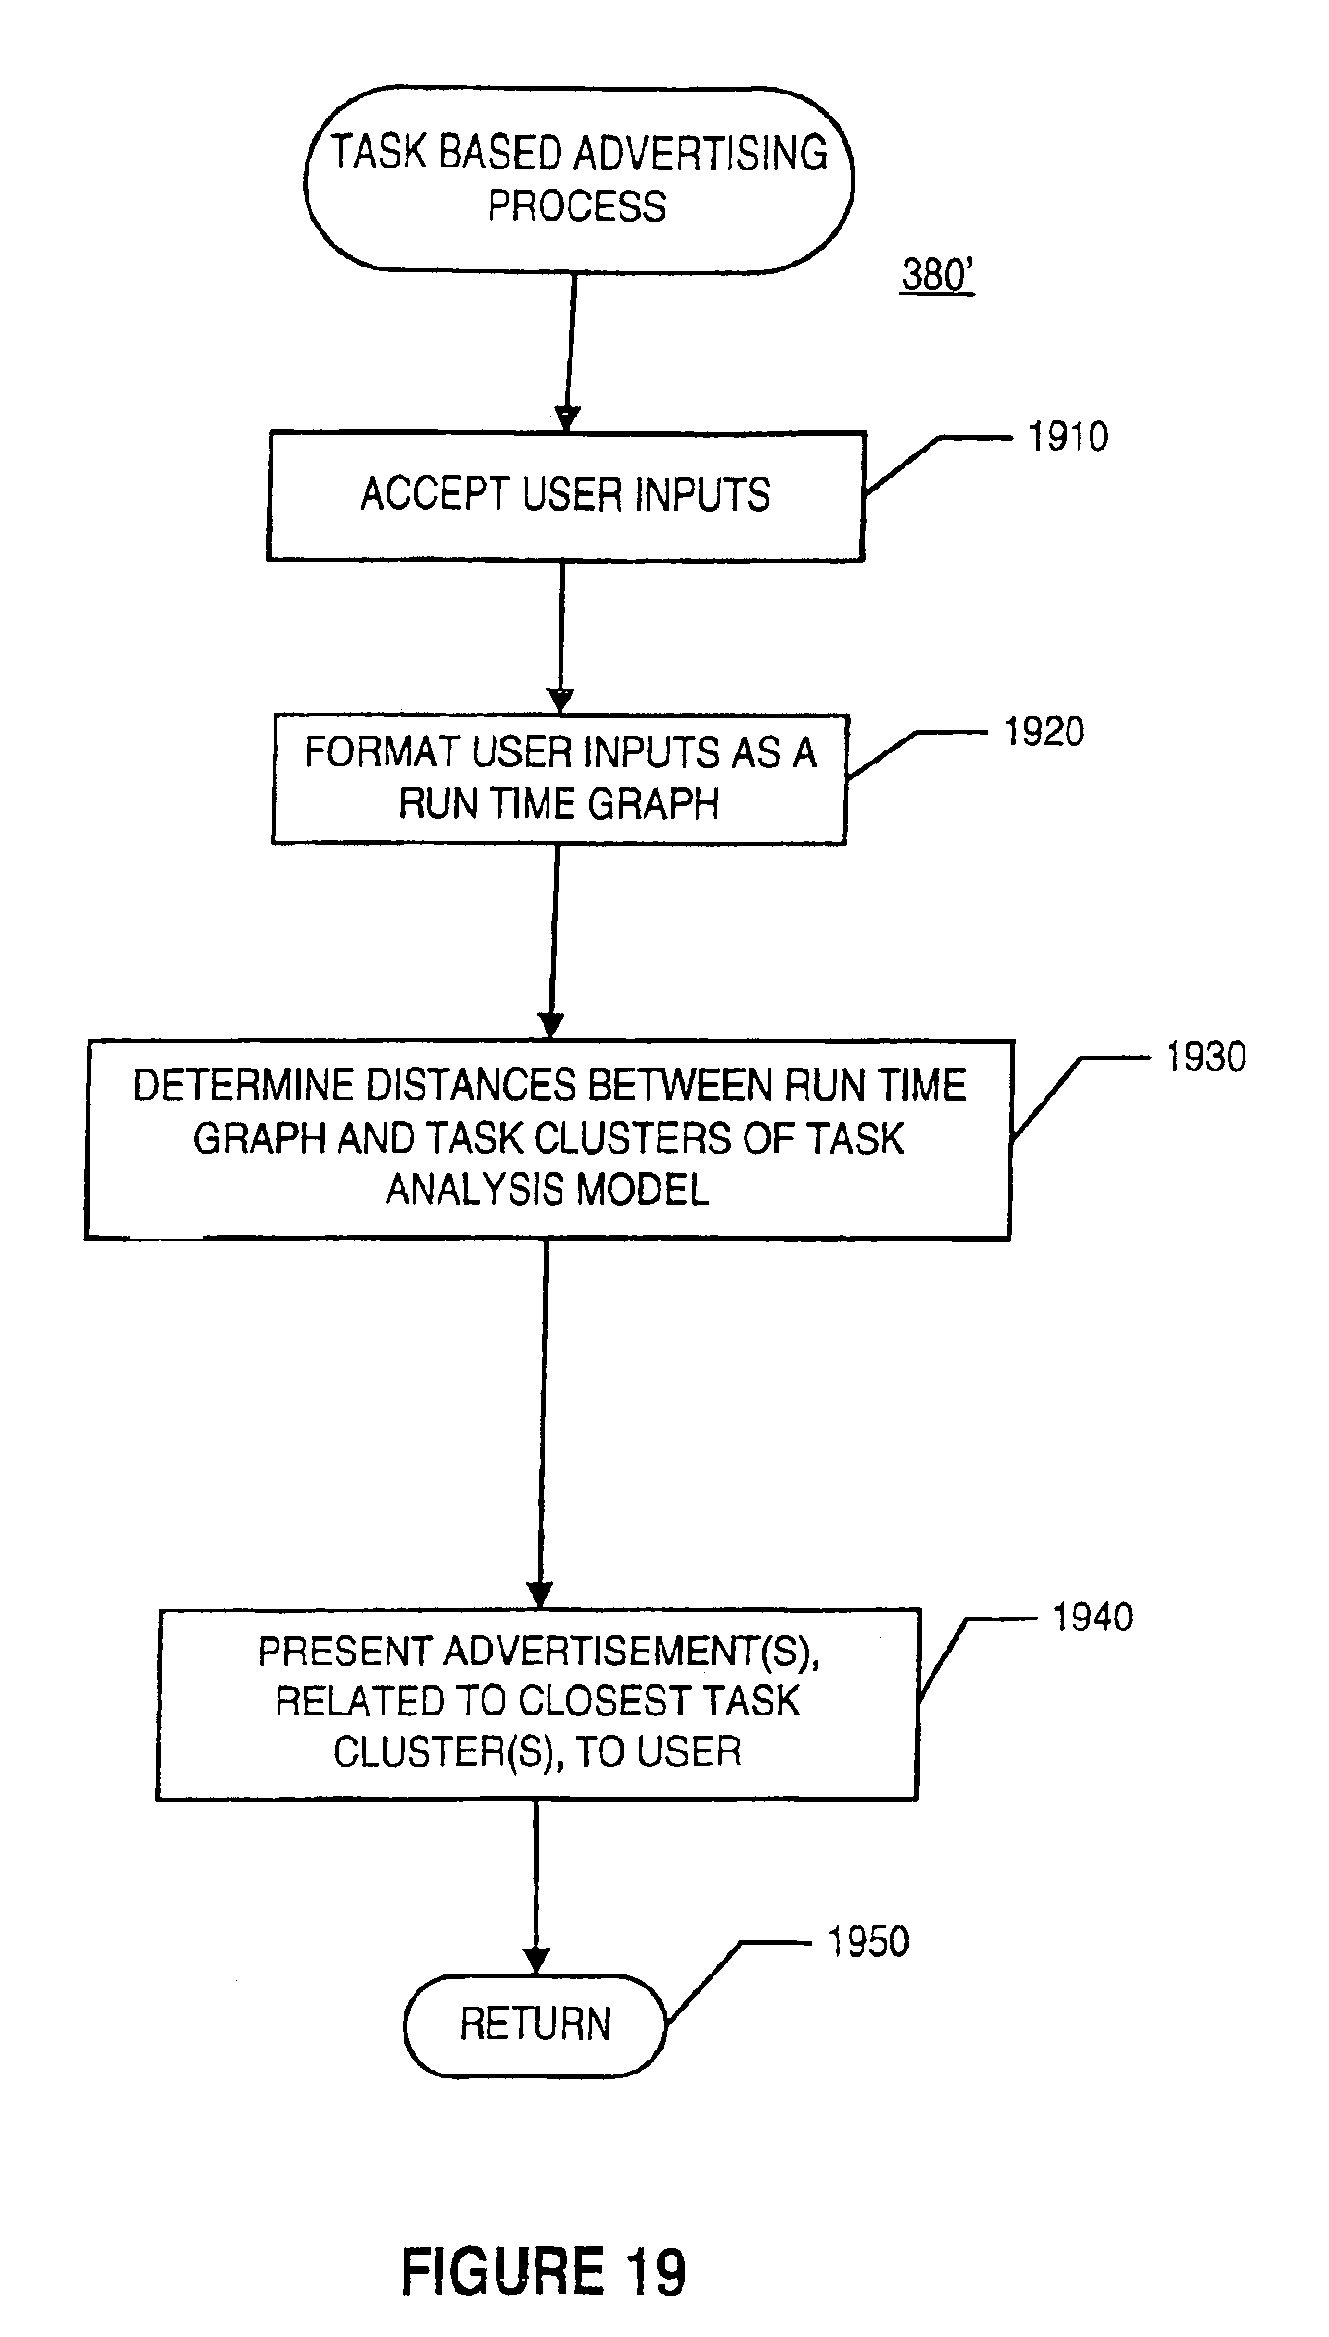 TASK BASED ADVERTISING
PROCESS
380'
ACCEPT USER INPUTS
1910
FORMAT USER INPUTS AS A
RUN TIME GRAPH
1920
DETERMINE DISTANCES BETWEEN RUN TIME
GRAPH AND TASK CLUSTERS OF TASK
ANALYSIS MODEL
1930
PRESENT ADVERTISEMENT(S),
RELATED TO CLOSEST TASK
CLUSTER(S), TO USER
1940
RETURN
1950
FIGURE 19